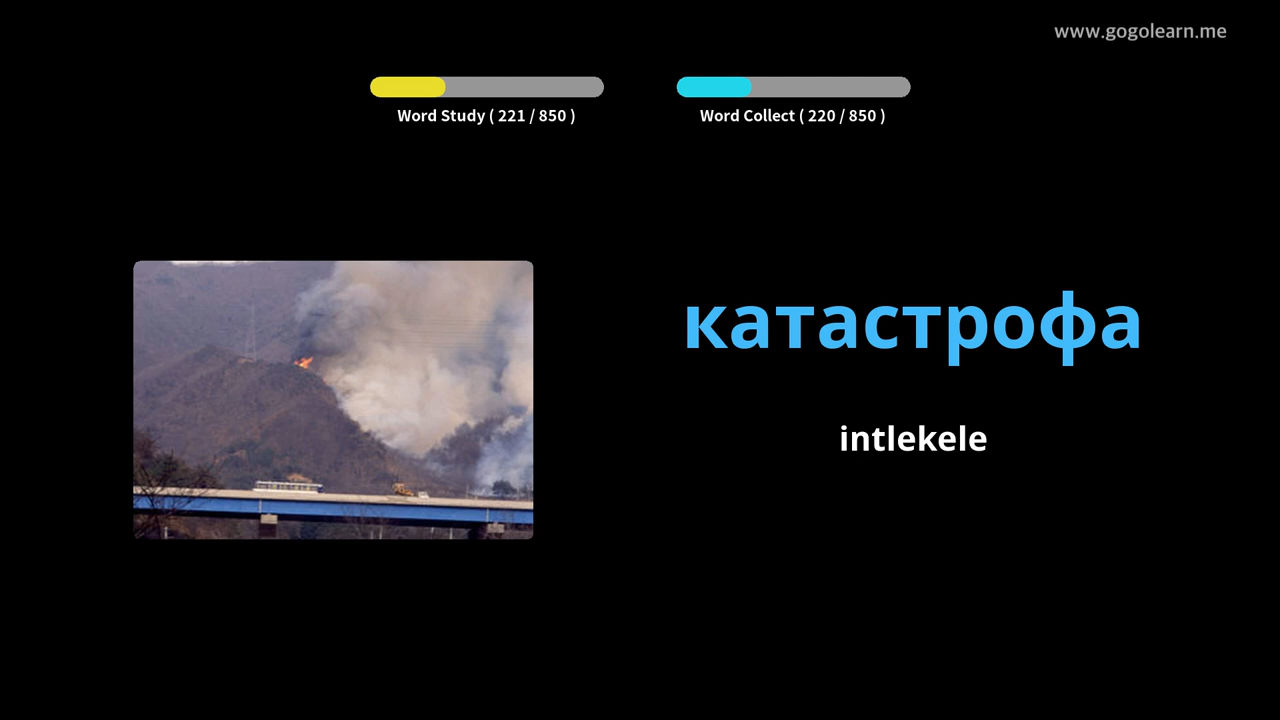 www.gogolearn.me
Word Study ( 221 / 850 )
Word Collect ( 220 / 850 )
катастрофа
intlekele